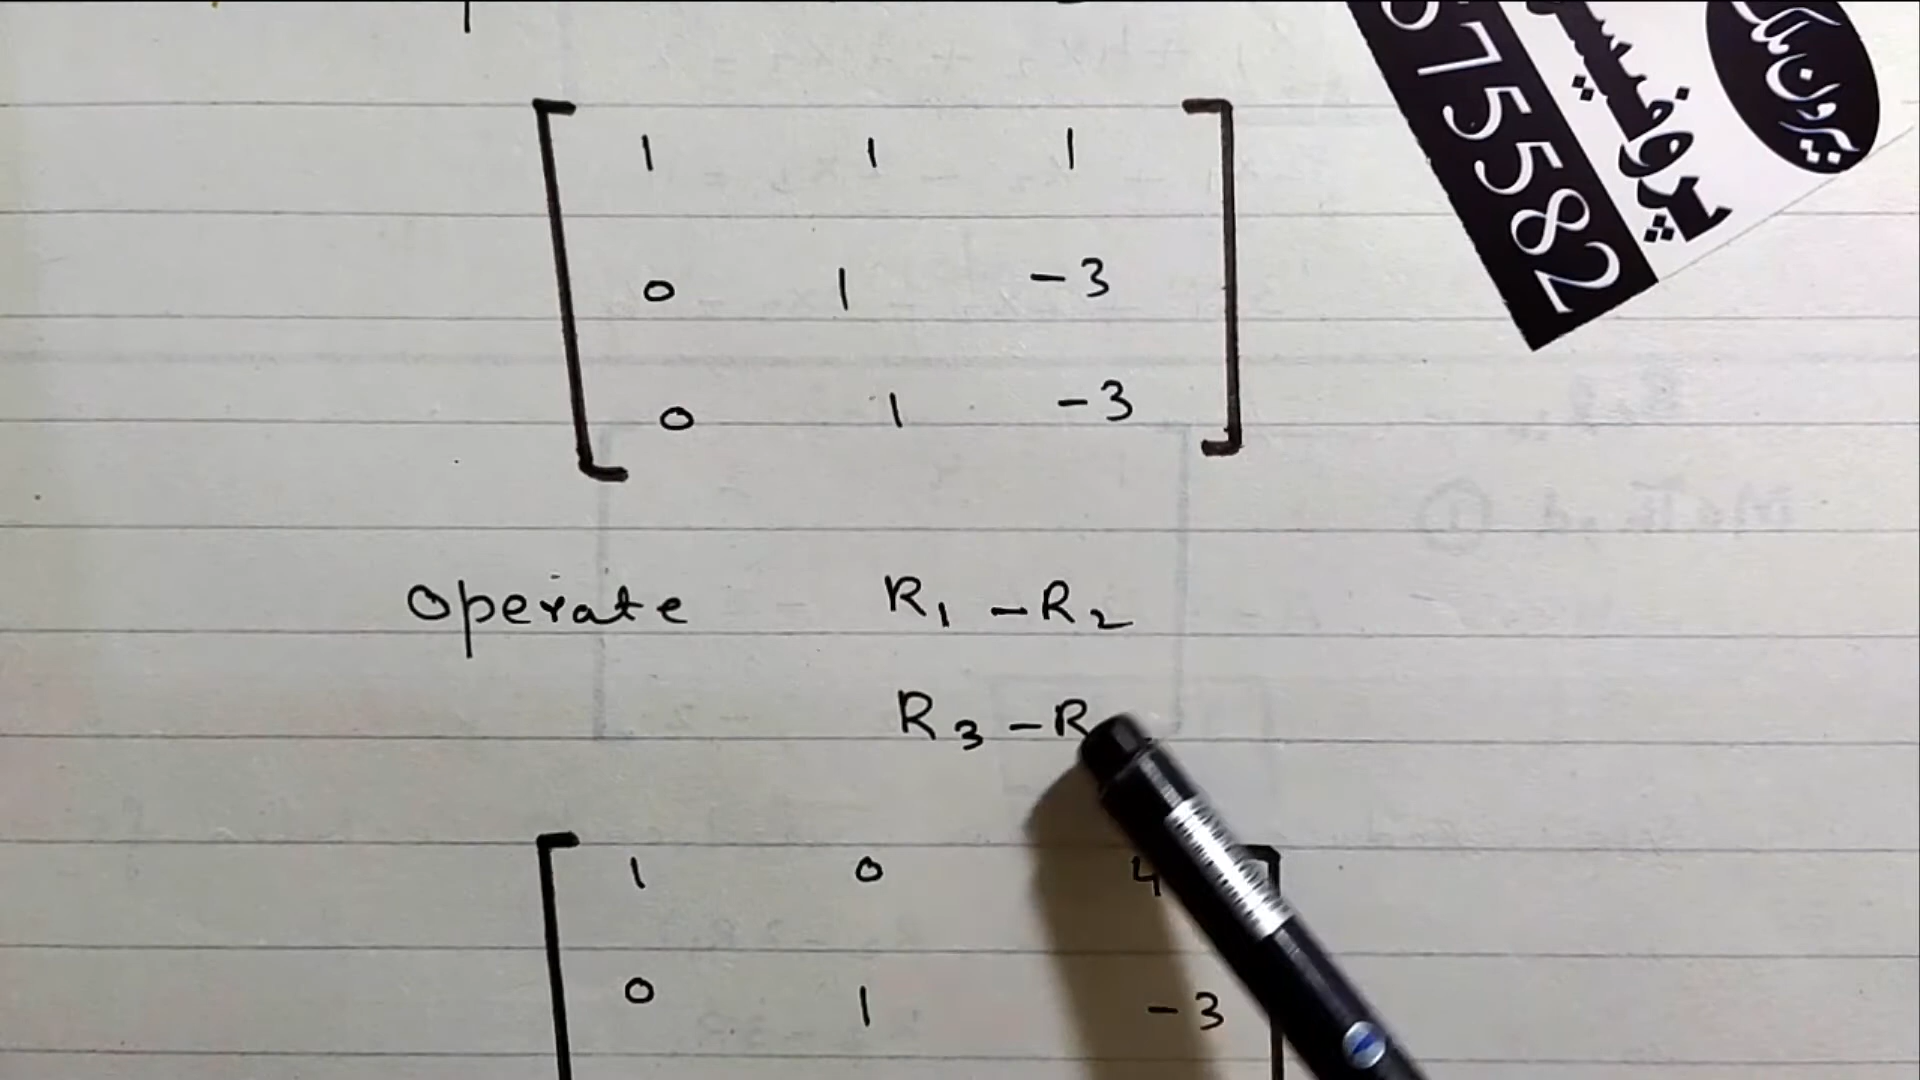 1 1 1
0 1 -3
0 1 -3
Operate R₁ - R₂
R₃ - R
1 0 4
0 1 -3
75582